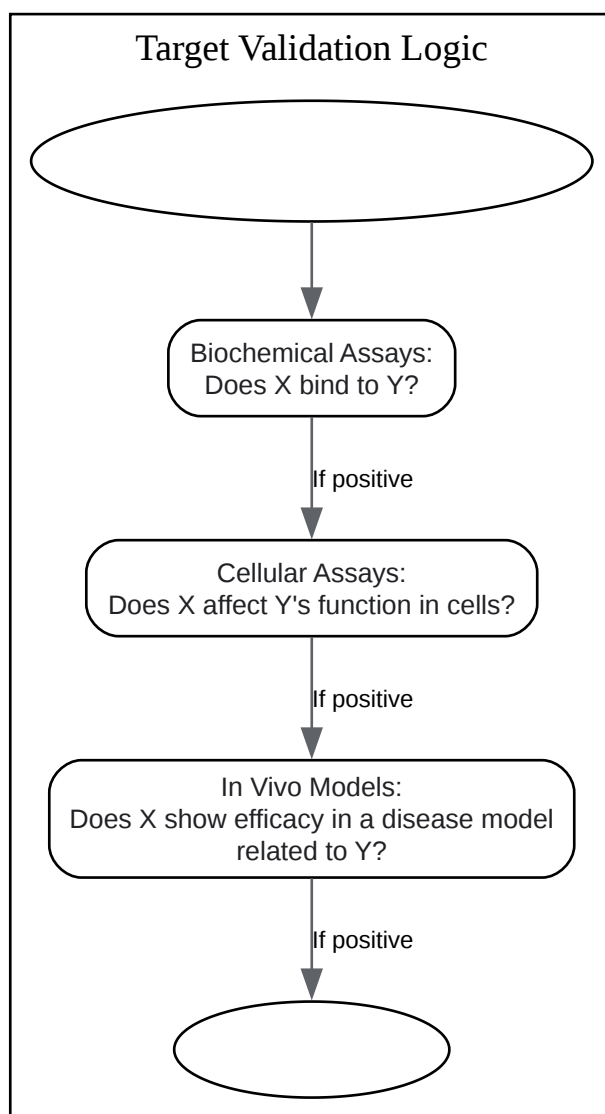 Target Validation Logic
Biochemical Assays:
Does X bind to Y?
If positive
Cellular Assays:
Does X affect Y's function in cells?
If positive
In Vivo Models:
Does X show efficacy in a disease model
related to Y?
If positive